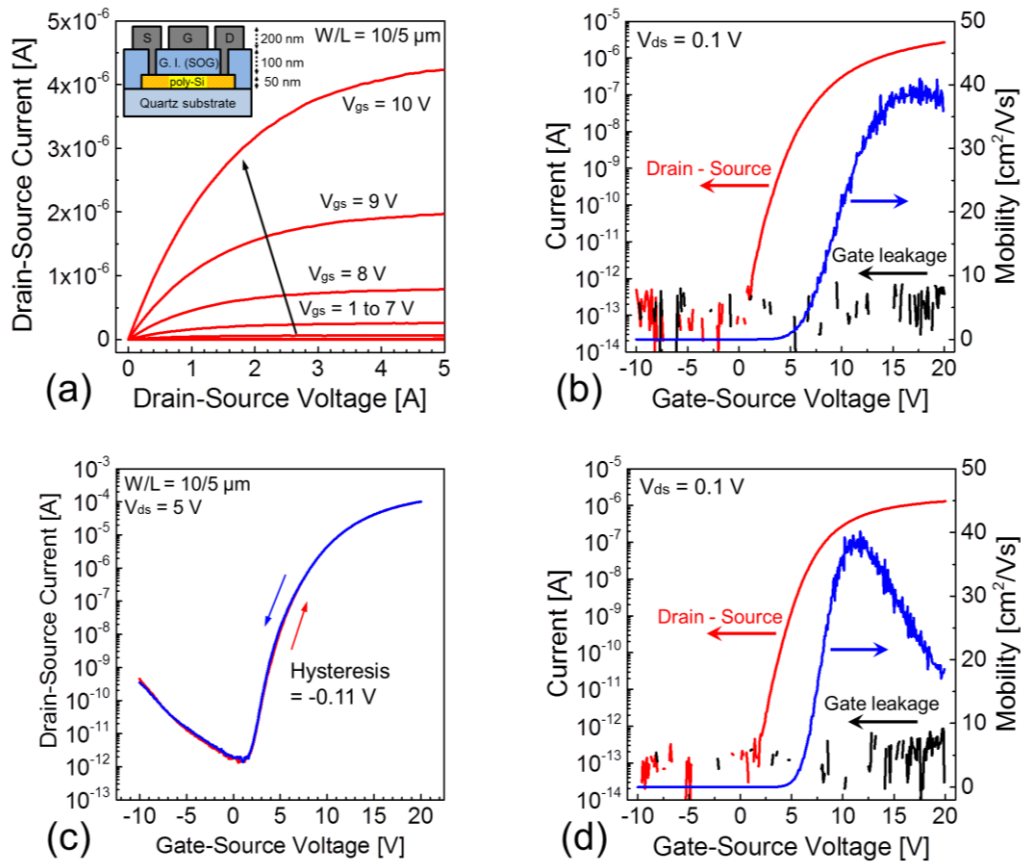 5x10⁻⁶
4x10⁻⁶
3x10⁻⁶
2x10⁻⁶
1x10⁻⁶
0
Drain-Source Current [A]
S G D
G. I. (SOG)
poly-Si
Quartz substrate
200 nm
100 nm
50 nm
W/L = 10/5 µm
Vgs = 10 V
Vgs = 9 V
Vgs = 8 V
Vgs = 1 to 7 V
0 1 2 3 4 5
Drain-Source Voltage [A]
(a)
10⁻⁵
10⁻⁶
10⁻⁷
10⁻⁸
10⁻⁹
10⁻¹⁰
10⁻¹¹
10⁻¹²
10⁻¹³
10⁻¹⁴
Current [A]
Vds = 0.1 V
Drain - Source
Gate leakage
50
40
30
20
10
0
Mobility [cm²/Vs]
-10 -5 0 5 10 15 20
Gate-Source Voltage [V]
(b)
10⁻³
10⁻⁴
10⁻⁵
10⁻⁶
10⁻⁷
10⁻⁸
10⁻⁹
10⁻¹⁰
10⁻¹¹
10⁻¹²
10⁻¹³
Drain-Source Current [A]
W/L = 10/5 µm
Vds = 5 V
Hysteresis
= -0.11 V
-10 -5 0 5 10 15 20
Gate-Source Voltage [V]
(c)
10⁻⁵
10⁻⁶
10⁻⁷
10⁻⁸
10⁻⁹
10⁻¹⁰
10⁻¹¹
10⁻¹²
10⁻¹³
10⁻¹⁴
Current [A]
Vds = 0.1 V
Drain - Source
Gate leakage
50
40
30
20
10
0
Mobility [cm²/Vs]
-10 -5 0 5 10 15 20
Gate-Source Voltage [V]
(d)